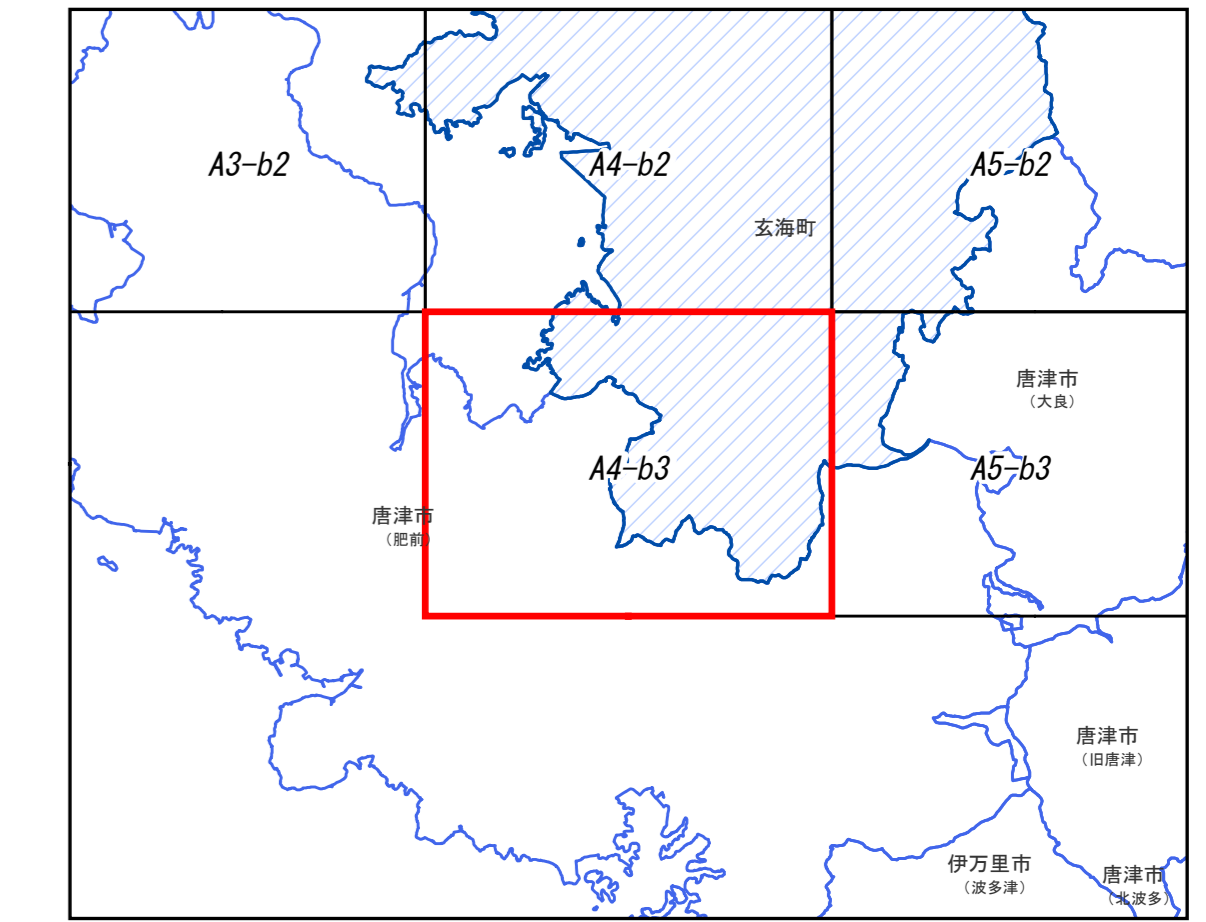 A3-b2
A4-b2
A5-b2
玄海町
唐津市
（大良）
A4-b3
A5-b3
唐津市
（肥前）
唐津市
（旧唐津）
伊万里市
（波多津）
唐津市
（北波多）